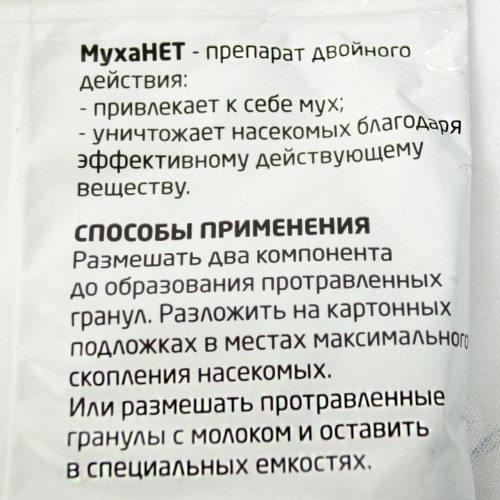 МухаНЕТ - препарат двойного
действия:
- привлекает к себе мух;
- уничтожает насекомых благодаря
эффективному действующему
веществу.
СПОСОБЫ ПРИМЕНЕНИЯ
Размешать два компонента
до образования протравленных
гранул. Разложить на картонных
подложках в местах максимального
скопления насекомых.
Или размешать протравленные
гранулы с молоком и оставить
в специальных емкостях.